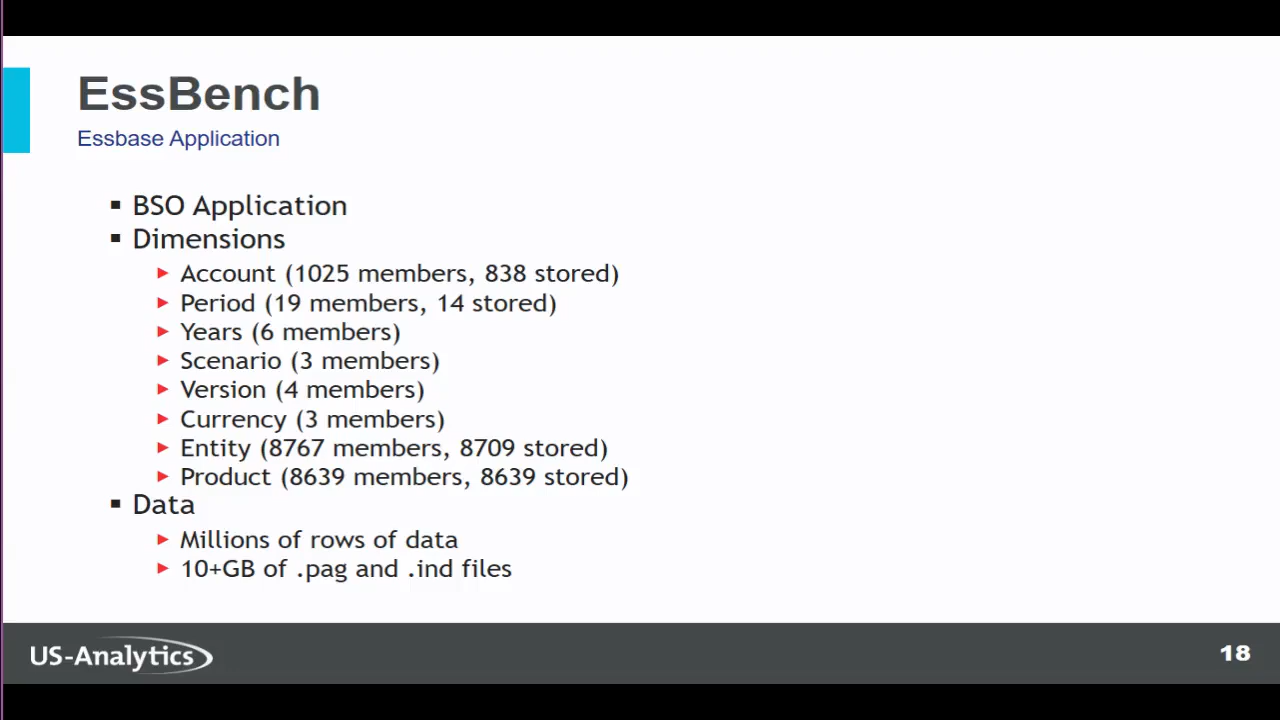 EssBench
Essbase Application
▪ BSO Application
▪ Dimensions
► Account (1025 members, 838 stored)
► Period (19 members, 14 stored)
► Years (6 members)
► Scenario (3 members)
► Version (4 members)
► Currency (3 members)
► Entity (8767 members, 8709 stored)
► Product (8639 members, 8639 stored)
▪ Data
► Millions of rows of data
► 10+GB of .pag and .ind files
US-Analytics
18